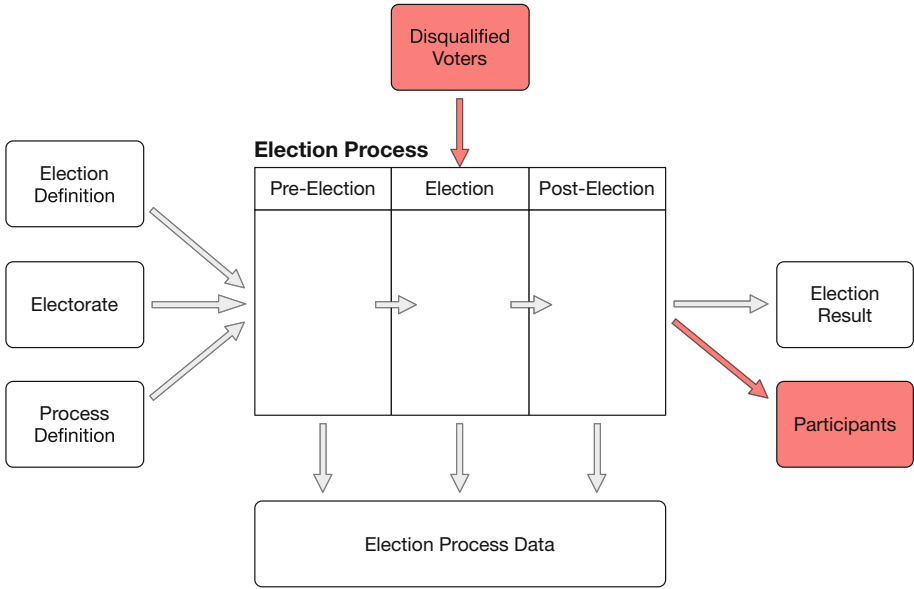 Disqualified
Voters
Election Process
Pre-Election
Election
Post-Election
Election
Definition
Electorate
Process
Definition
Election
Result
Participants
Election Process Data